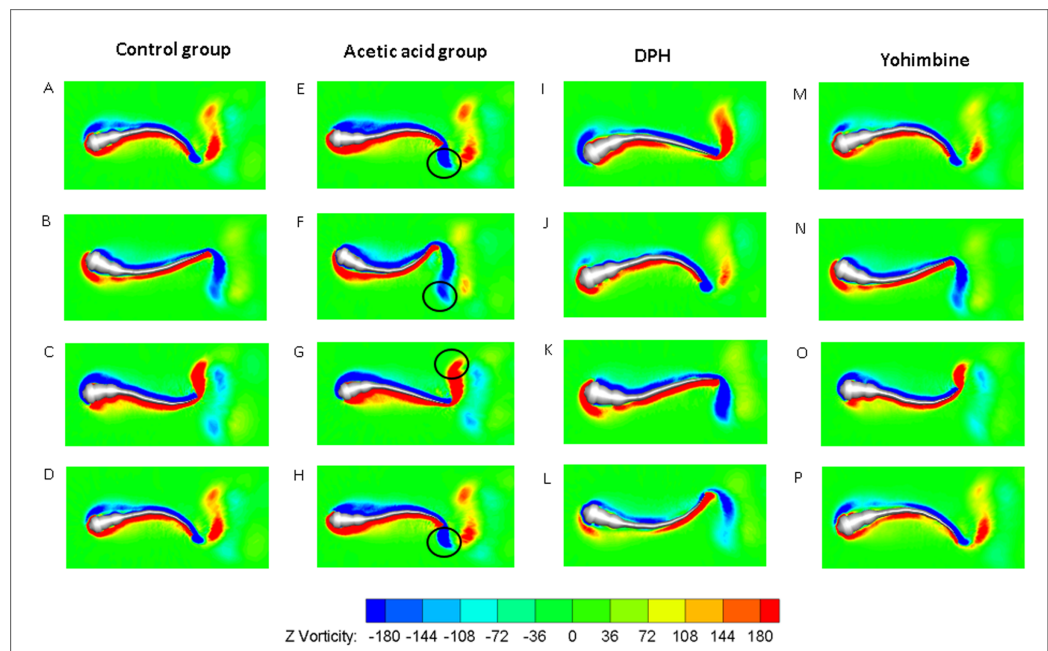 Control group
Acetic acid group
DPH
Yohimbine
A
E
I
M
B
F
J
N
C
G
K
O
D
H
L
P
Z Vorticity: -180 -144 -108 -72 -36 0 36 72 108 144 180